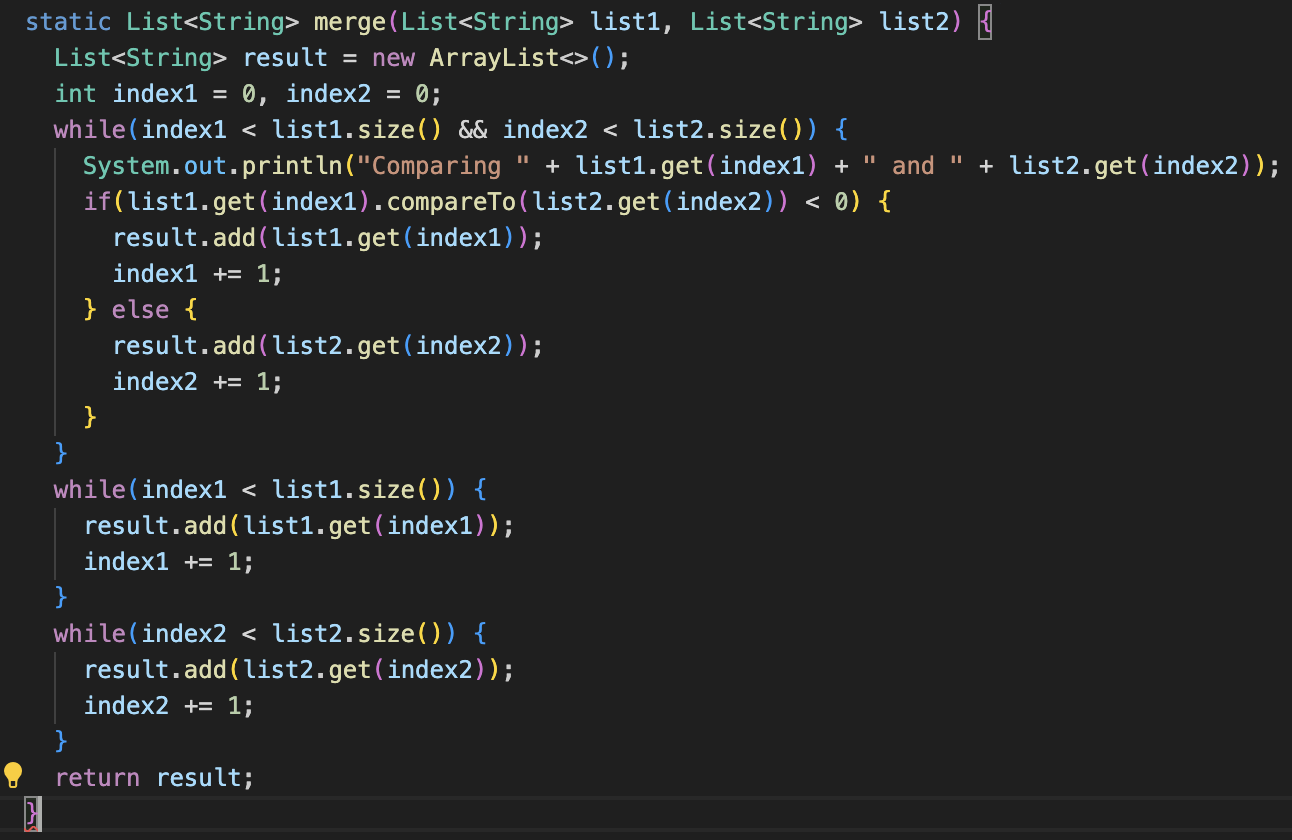 static List<String> merge(List<String> list1, List<String> list2) {
  List<String> result = new ArrayList<>();
  int index1 = 0, index2 = 0;
  while(index1 < list1.size() && index2 < list2.size()) {
    System.out.println("Comparing " + list1.get(index1) + " and " + list2.get(index2));
    if(list1.get(index1).compareTo(list2.get(index2)) < 0) {
      result.add(list1.get(index1));
      index1 += 1;
    } else {
      result.add(list2.get(index2));
      index2 += 1;
    }
  }
  while(index1 < list1.size()) {
    result.add(list1.get(index1));
    index1 += 1;
  }
  while(index2 < list2.size()) {
    result.add(list2.get(index2));
    index2 += 1;
  }
  return result;
}